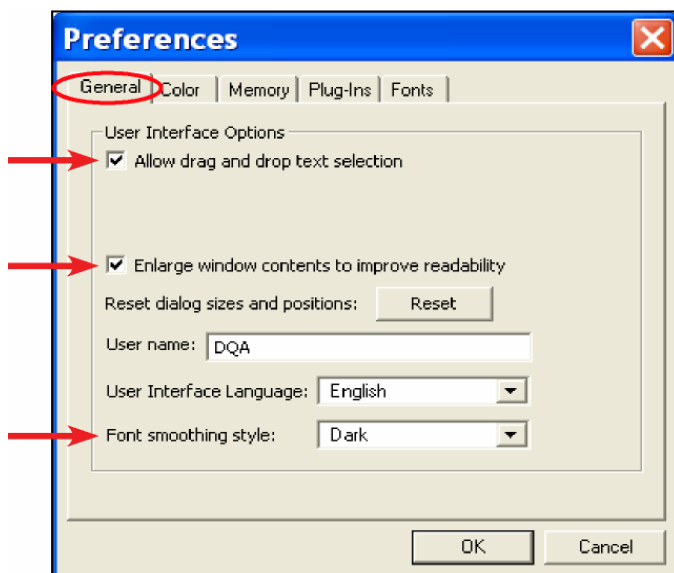 Preferences
General Color Memory Plug-Ins Fonts
User Interface Options
Allow drag and drop text selection
Enlarge window contents to improve readability
Reset dialog sizes and positions: Reset
User name: DQA
User Interface Language: English
Font smoothing style: Dark
OK Cancel